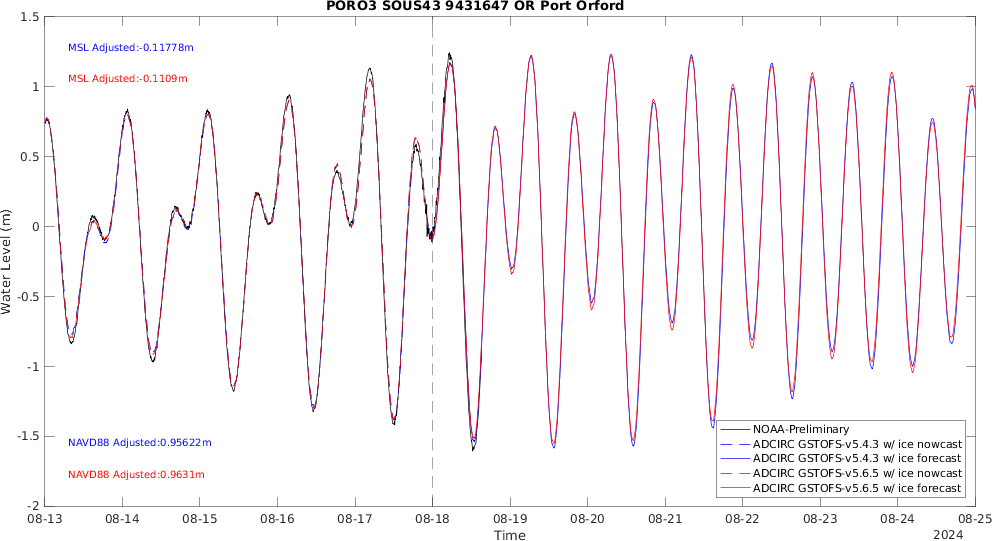 PORO3 SOUS43 9431647 OR Port Orford
1.5
1
0.5
0
-0.5
-1
-1.5
-2
Water Level (m)
MSL Adjusted:-0.11778m
MSL Adjusted:-0.1109m
NAVD88 Adjusted:0.95622m
NAVD88 Adjusted:0.9631m
NOAA-Preliminary
ADCIRC GSTOFS-v5.4.3 w/ ice nowcast
ADCIRC GSTOFS-v5.4.3 w/ ice forecast
ADCIRC GSTOFS-v5.6.5 w/ ice nowcast
ADCIRC GSTOFS-v5.6.5 w/ ice forecast
08-13 08-14 08-15 08-16 08-17 08-18 08-19 08-20 08-21 08-22 08-23 08-24 08-25
Time
2024